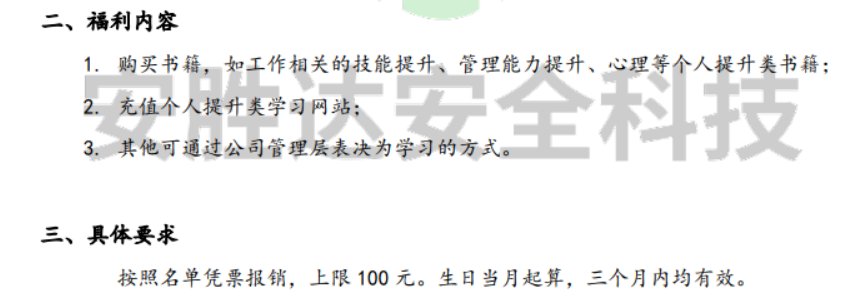 二、福利内容
1. 购买书籍，如工作相关的技能提升、管理能力提升、心理等个人提升类书籍；
2. 充值个人提升类学习网站；
安胜达安全科技
3. 其他可通过公司管理层表决为学习的方式。
三、具体要求
按照名单凭票报销，上限 100 元。生日当月起算，三个月内均有效。